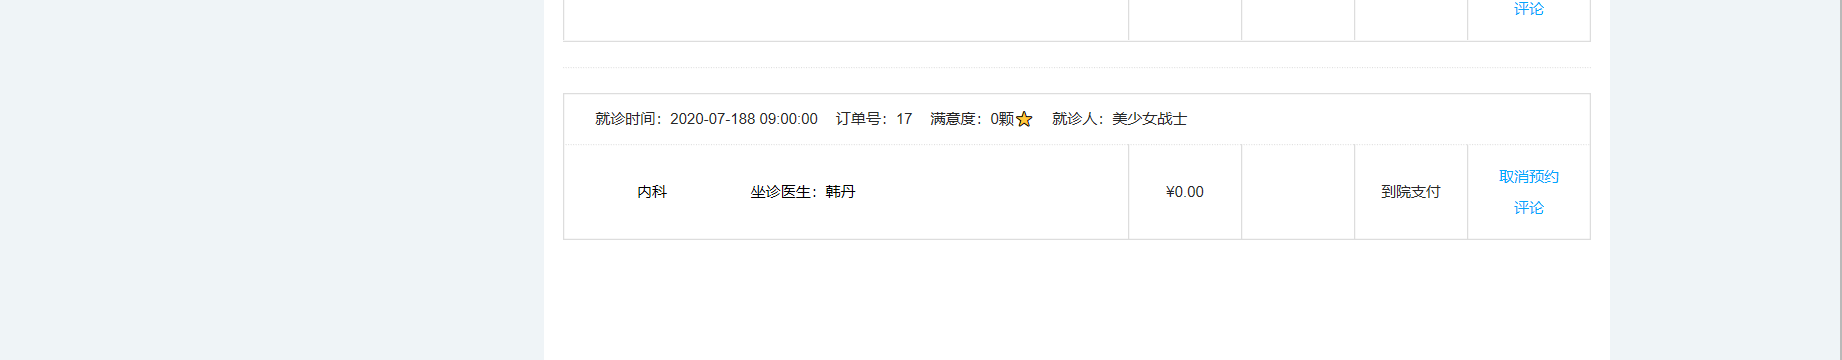 评论
就诊时间：2020-07-188 09:00:00 订单号：17 满意度：0颗⭐ 就诊人：美少女战士
内科 坐诊医生：韩丹 ¥0.00 到院支付 取消预约
评论